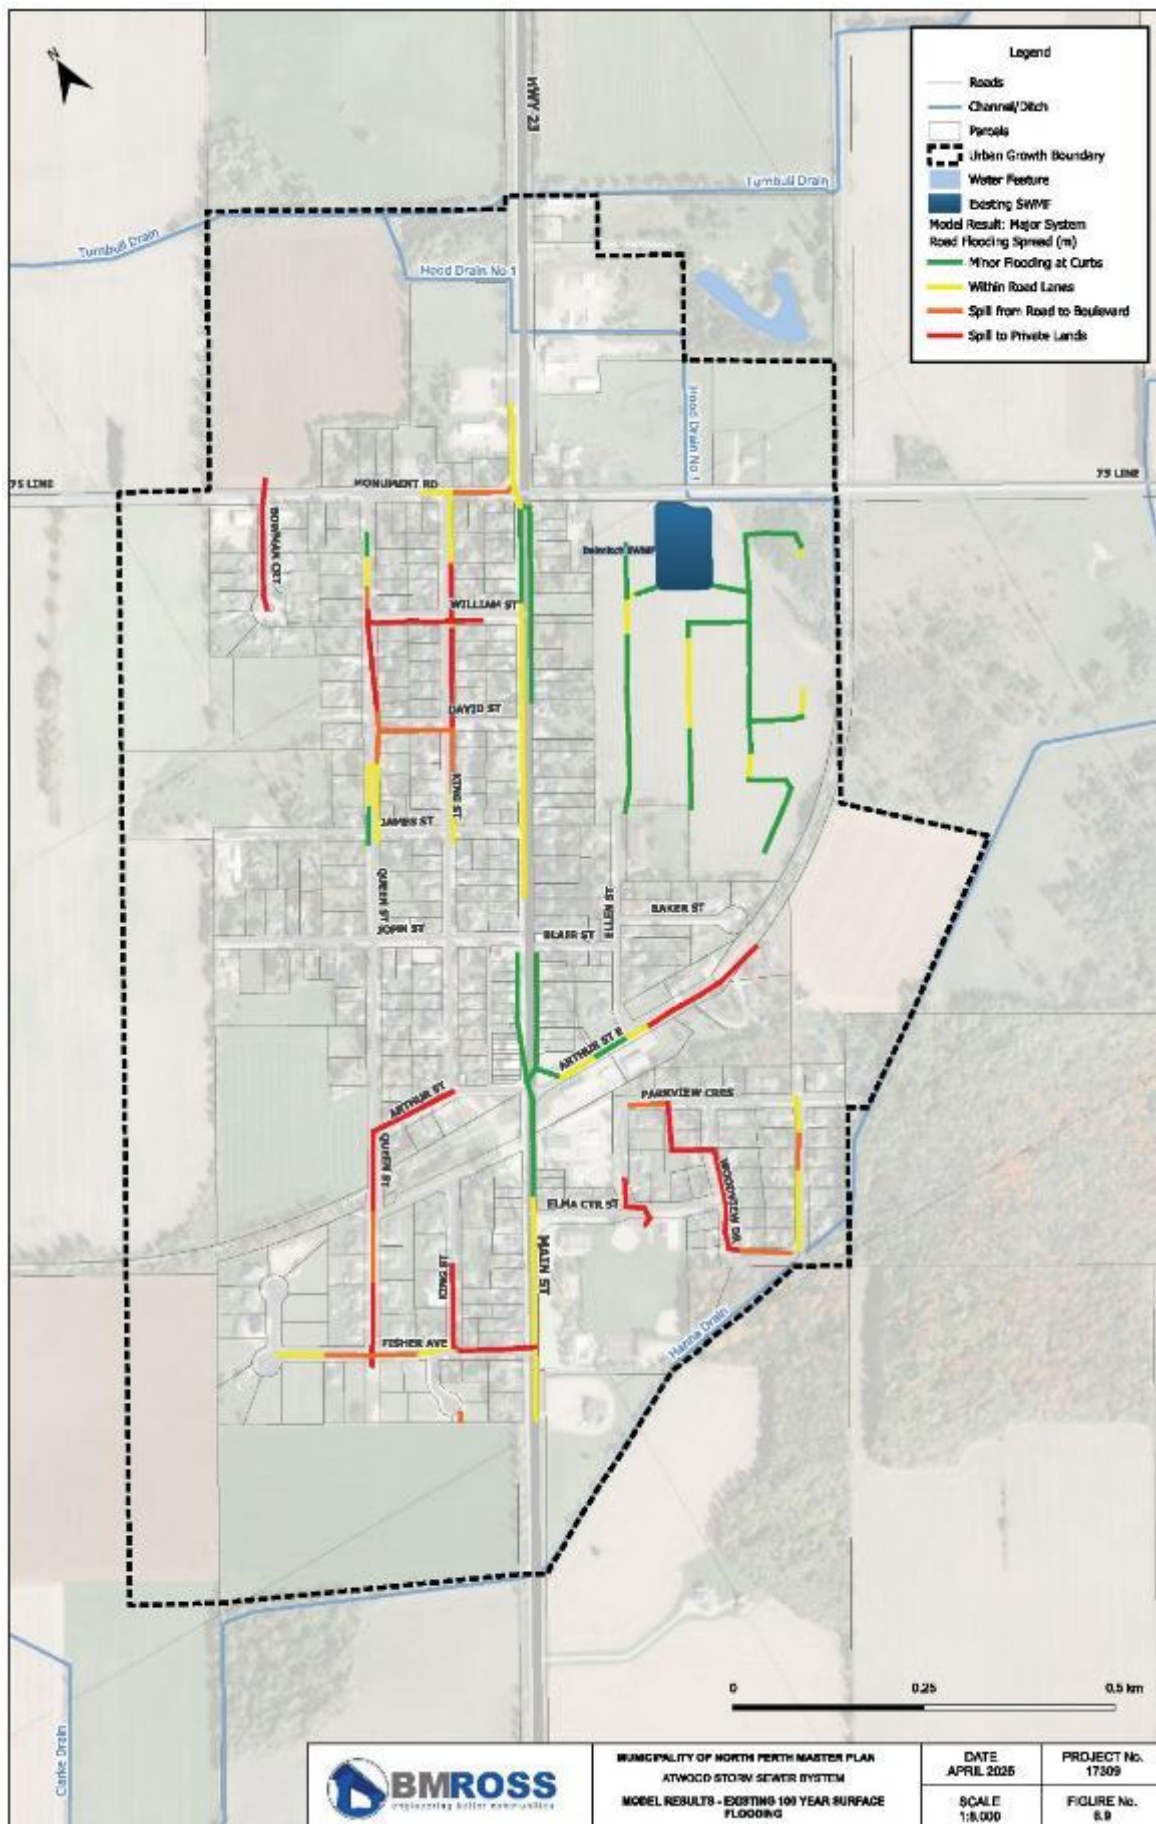 N
HWY 23
Legend
Roads
Channel/Ditch
Parcels
Urban Growth Boundary
Water Feature
Existing SWMF
Model Result: Major System
Road Flooding Spread (m)
Minor Flooding at Curbs
Within Road Lanes
Spill from Road to Boulevard
Spill to Private Lands
Turnbull Drain
Turnbull Drain
Hood Drain No 1
Hood Drain No 1
75 LINE
MONUMENT RD
75 LINE
BOWMAN CRT
SWMF
WILLIAM ST
DAVID ST
KING ST
JAMES ST
QUEEN ST
JOHN ST
ELLEN ST
BAKER ST
BLAIR ST
ARTHUR ST E
ARTHUR ST
PARKVIEW CRES
QUEEN ST
WOODVIEW DR
ELMA CTR ST
MAIN ST
KING ST
FISHER AVE
Hanna Drain
Clarke Drain
0 0.25 0.5 km
BMROSS
engineering better communities
MUNICIPALITY OF NORTH PERTH MASTER PLAN
ATWOOD STORM SEWER SYSTEM
MODEL RESULTS - EXISTING 100 YEAR SURFACE
FLOODING
DATE
APRIL 2025
PROJECT No.
17309
SCALE
FIGURE No.